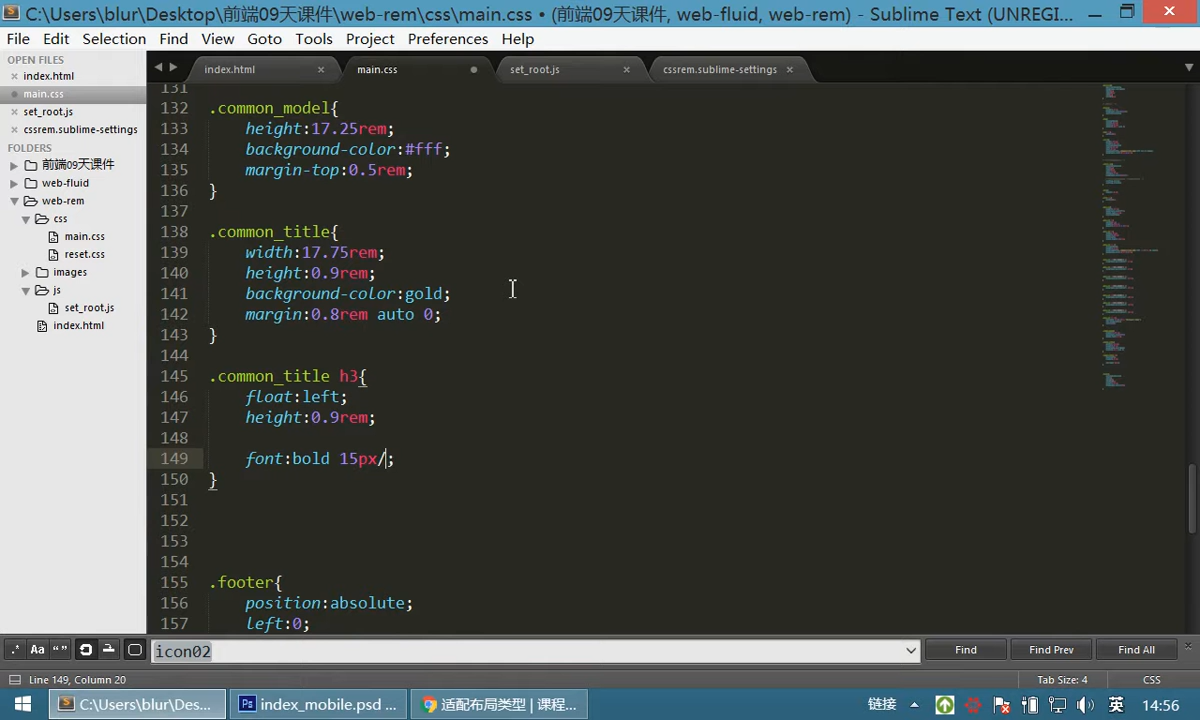 C:\Users\blur\Desktop\前端09天课件\web-rem\css\main.css • (前端09天课件, web-fluid, web-rem) - Sublime Text (UNREGI...
File Edit Selection Find View Goto Tools Project Preferences Help
OPEN FILES
index.html
main.css
set_root.js
cssrem.sublime-settings
FOLDERS
前端09天课件
web-fluid
web-rem
css
main.css
reset.css
images
js
set_root.js
index.html
index.html main.css set_root.js cssrem.sublime-settings
131
132 .common_model{
133 height:17.25rem;
134 background-color:#fff;
135 margin-top:0.5rem;
136 }
137
138 .common_title{
139 width:17.75rem;
140 height:0.9rem;
141 background-color:gold;
142 margin:0.8rem auto 0;
143 }
144
145 .common_title h3{
146 float:left;
147 height:0.9rem;
148
149 font:bold 15px/;
150 }
151
152
153
154
155 .footer{
156 position:absolute;
157 left:0;
.* Aa “ ” icon02 Find Find Prev Find All
Line 149, Column 20 Tab Size: 4 CSS
C:\Users\blur\Des... index_mobile.psd ... 适配布局类型 | 课程... 链接 英 14:56